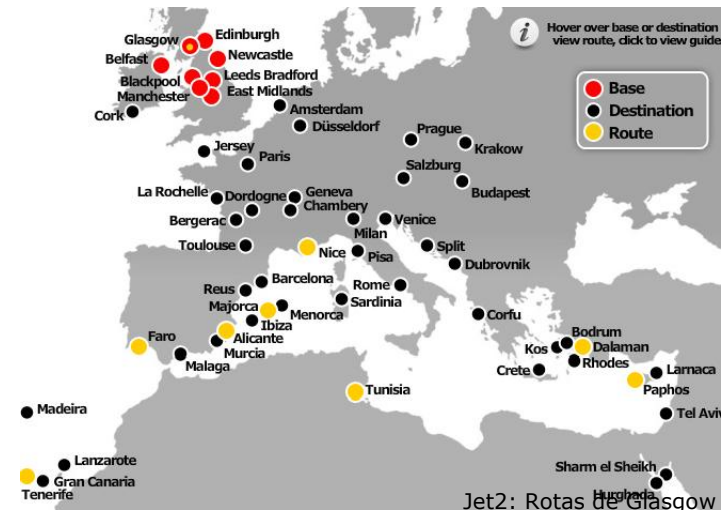 Glasgow
Edinburgh
Hover over base or destination
view route, click to view guide
Belfast
Newcastle
Blackpool
Leeds Bradford
Manchester
East Midlands
Base
Cork
Amsterdam
Destination
Düsseldorf
Route
Jersey
Prague
Krakow
Paris
Salzburg
Budapest
La Rochelle
Dordogne
Geneva
Chambery
Bergerac
Milan
Venice
Toulouse
Nice
Pisa
Split
Dubrovnik
Reus
Barcelona
Rome
Majorca
Menorca
Sardinia
Ibiza
Corfu
Faro
Alicante
Bodrum
Murcia
Kos
Dalaman
Malaga
Rhodes
Crete
Larnaca
Tunisia
Paphos
Madeira
Tel Aviv
Lanzarote
Sharm el Sheikh
Gran Canaria
Tenerife
Hurghada
Jet2: Rotas de Glasgow